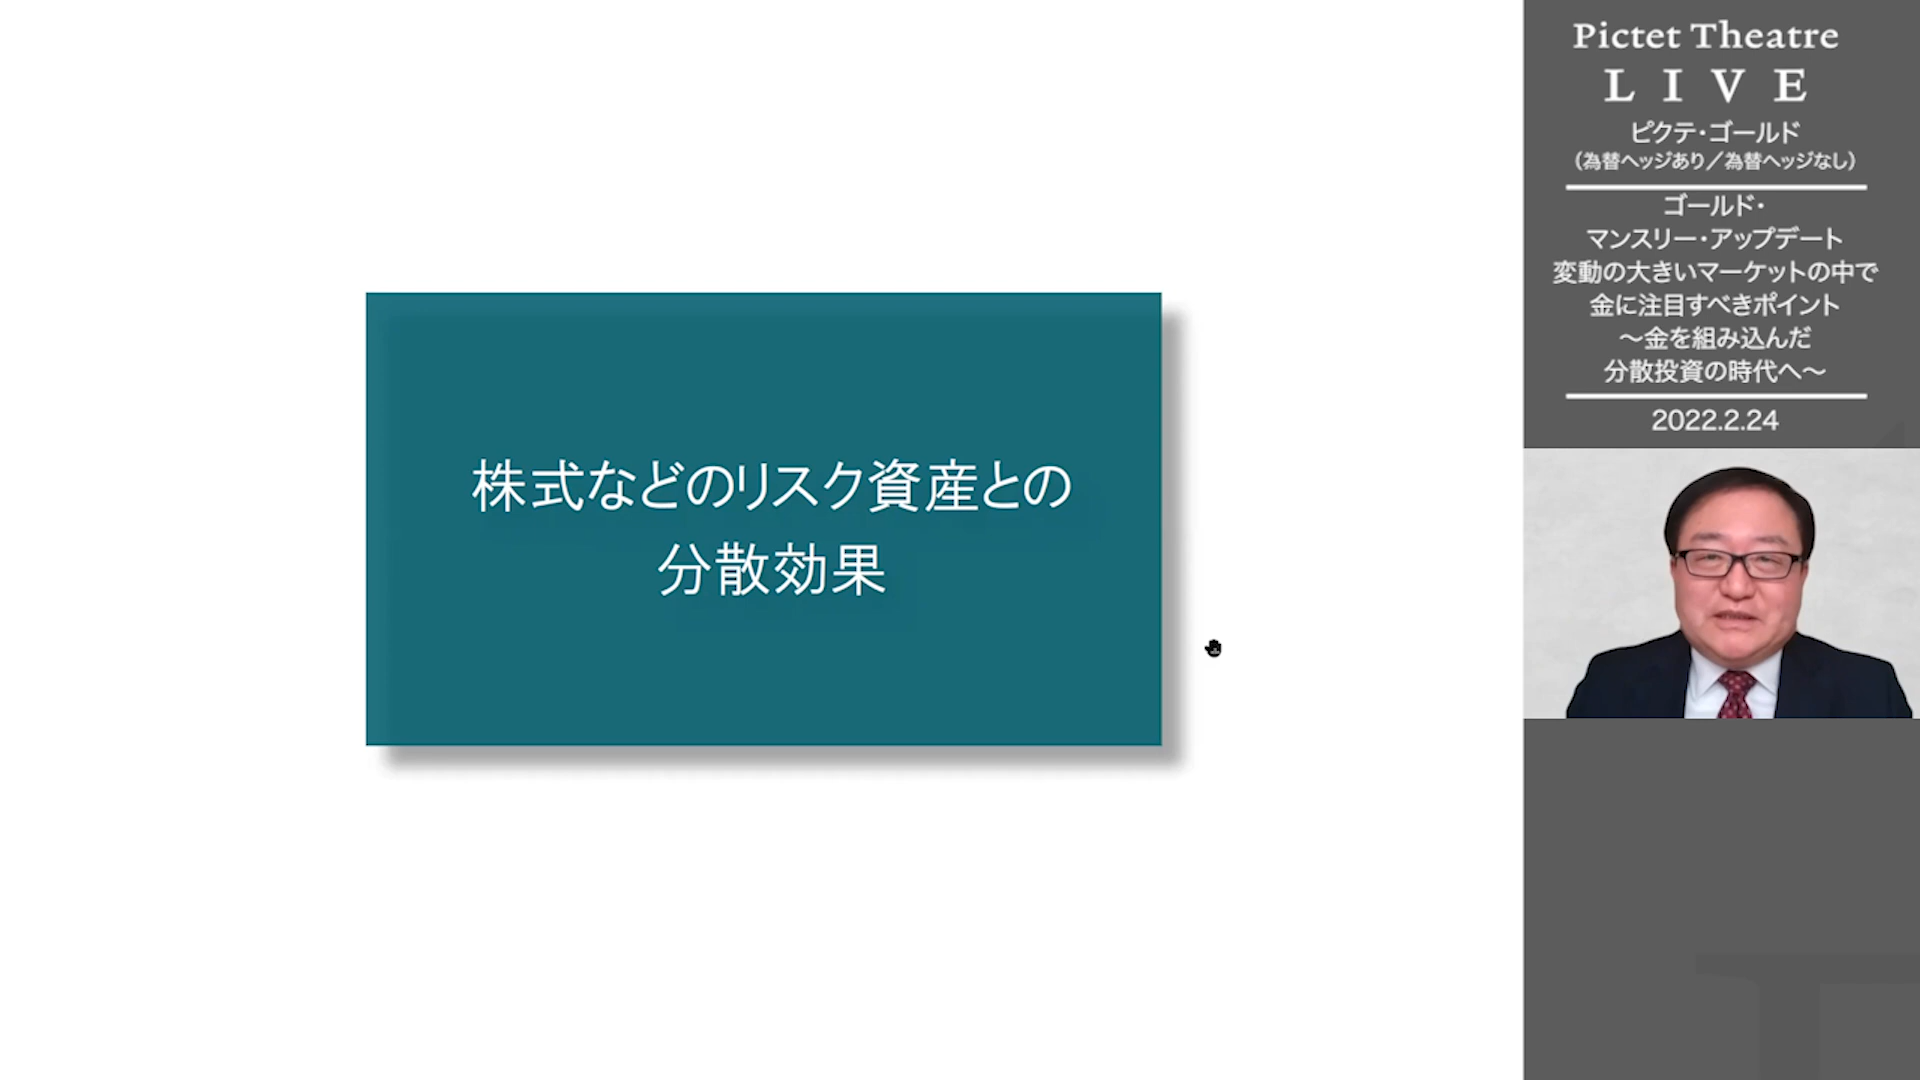 株式などのリスク資産との
分散効果
Pictet Theatre
LIVE
ピクテ・ゴールド
（為替ヘッジあり／為替ヘッジなし）
ゴールド・
マンスリー・アップデート
変動の大きいマーケットの中で
金に注目すべきポイント
～金を組み込んだ
分散投資の時代へ～
2022.2.24